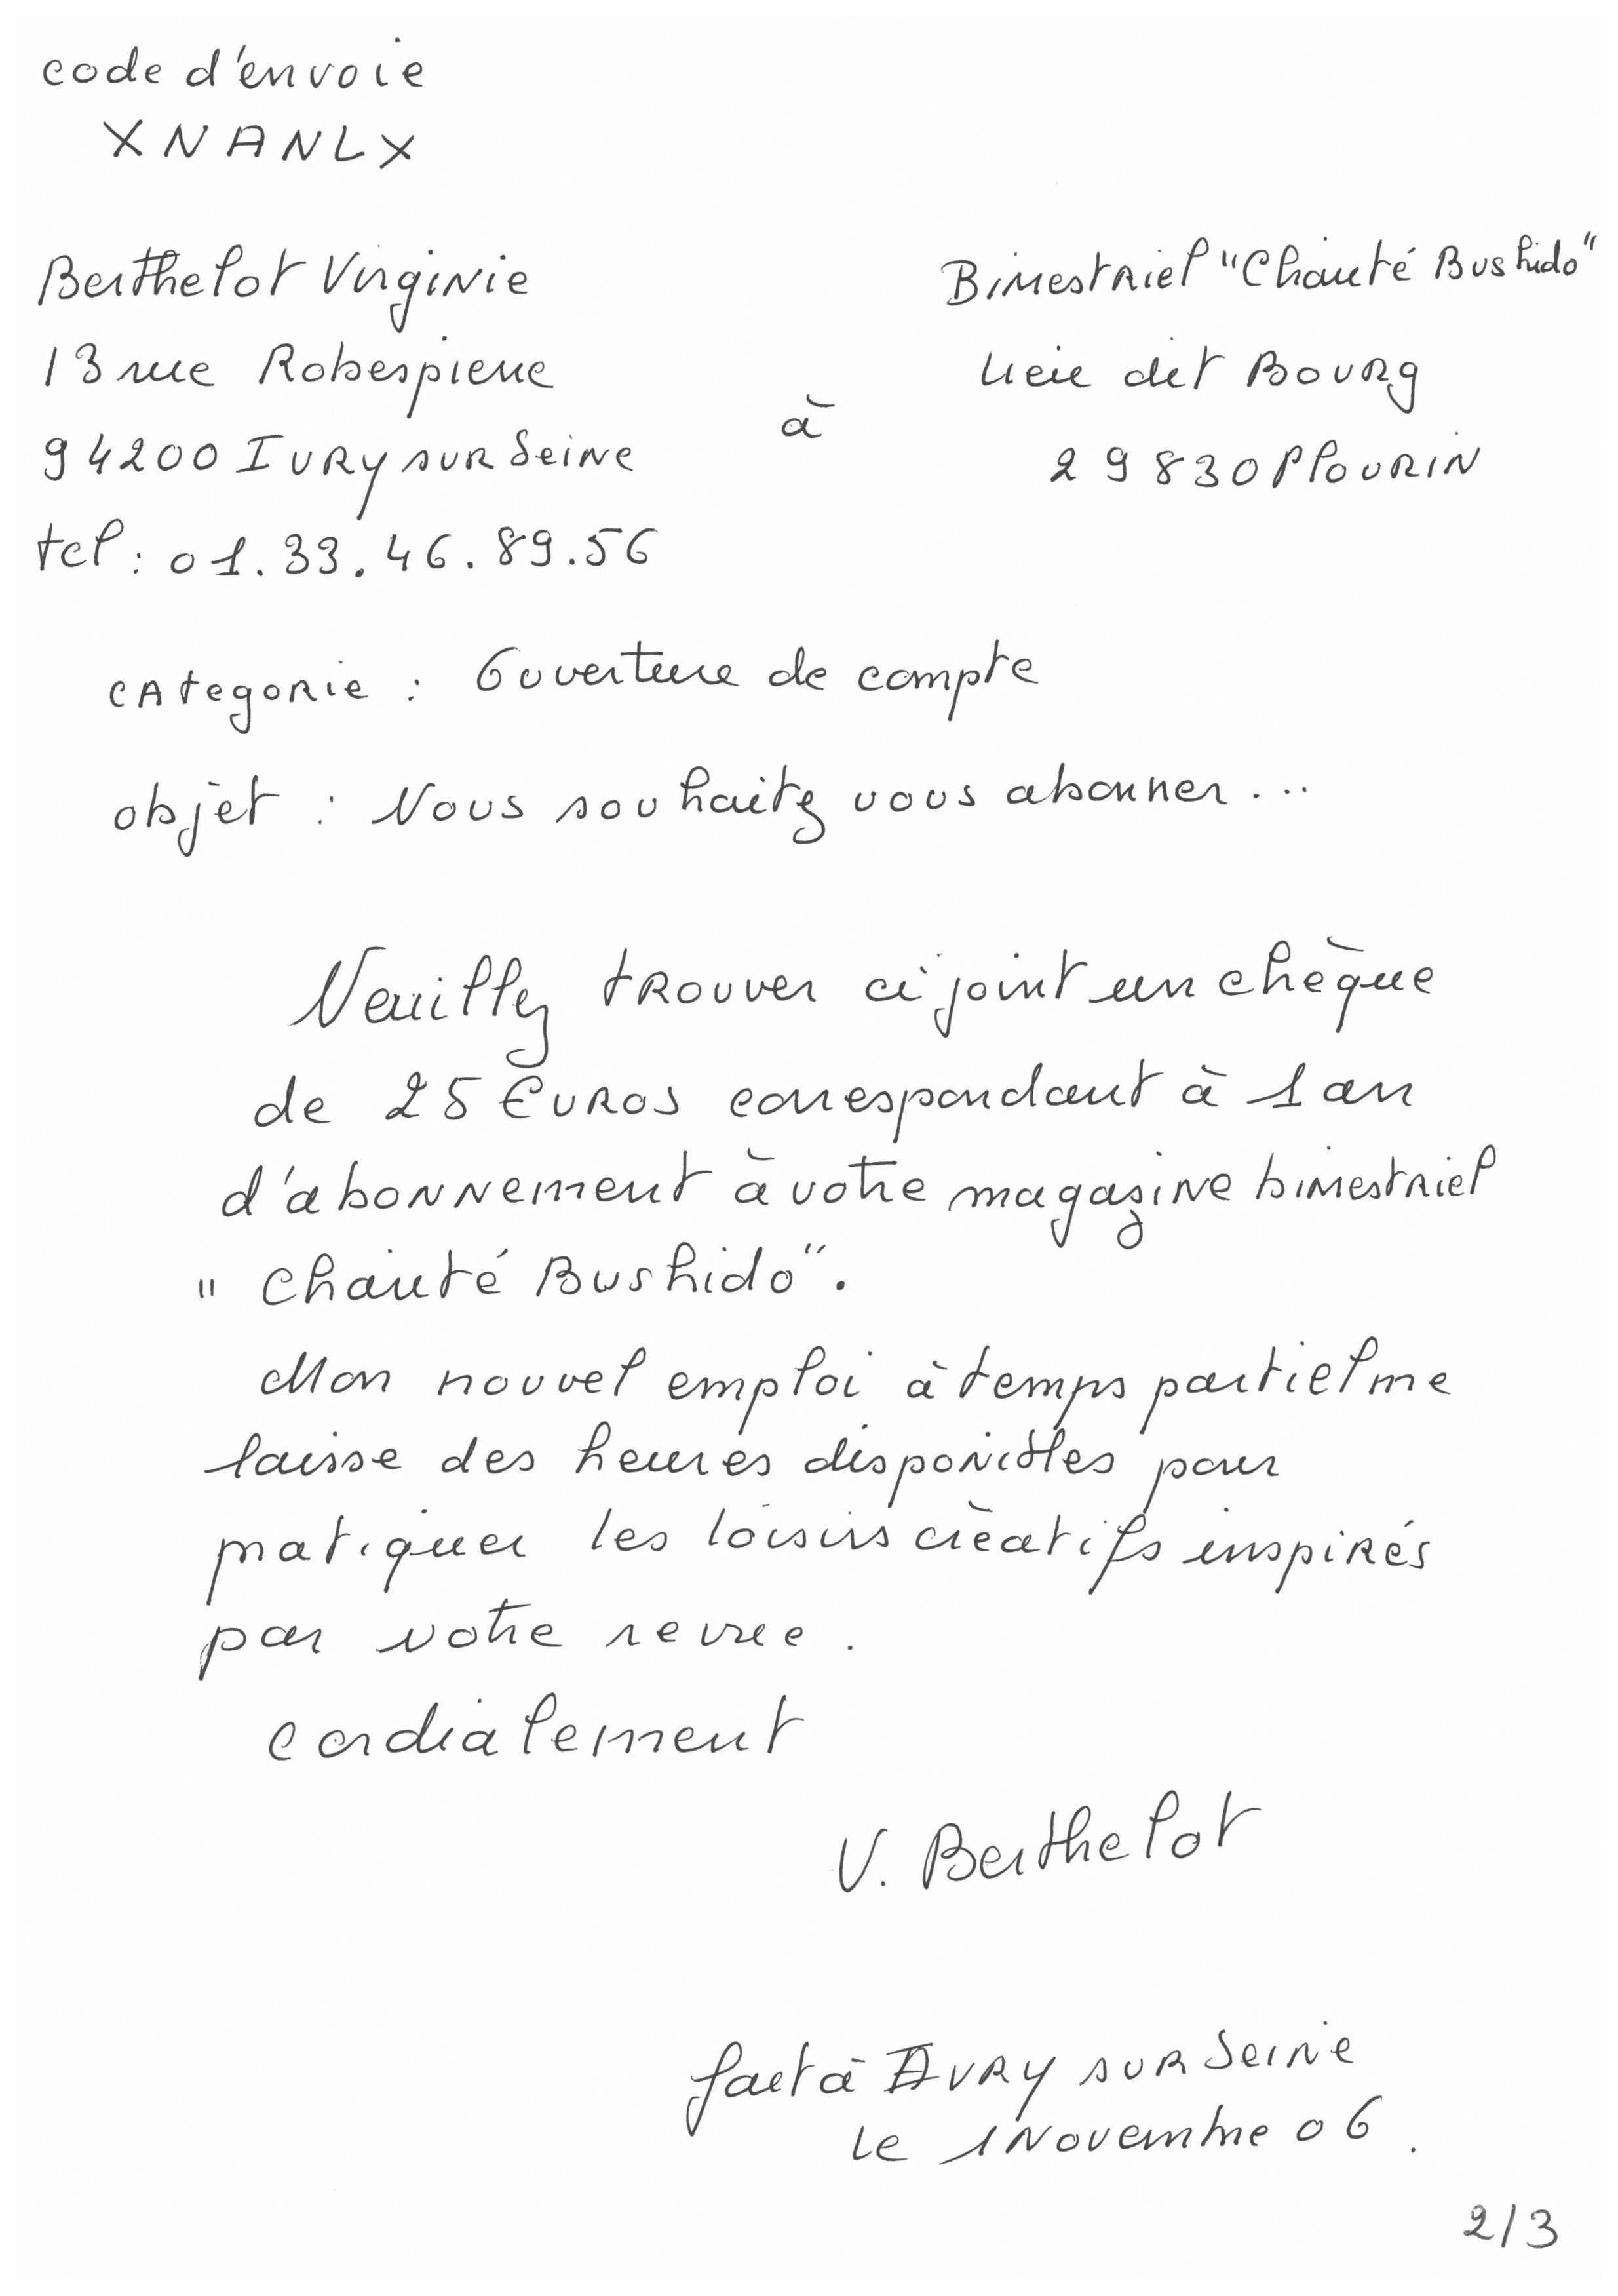 code d'envoie
XNANLX
Berthelot Virginie
13 rue Robespierre
94200 Ivry sur Seine
tel : 01.33.46.89.56
à
Bimestriel "Chauté Bushido"
Lieu dit Bourg
29830 Plourin
categorie : Ouverture de compte
objet : Vous souhaitez vous abonner...
Veuillez trouver ci joint un chèque
de 25 Euros correspondant à 1 an
d'abonnement à votre magazine bimestriel
"Chauté Bushido".
Mon nouvel emploi à temps partiel me
laisse des heures disponibles pour
pratiquer les loisirs crèatifs inspirés
par votre revue.
Cordialement
V. Berthelot
fait à Ivry sur Seine
Le 1 Novembre 06.
2/3